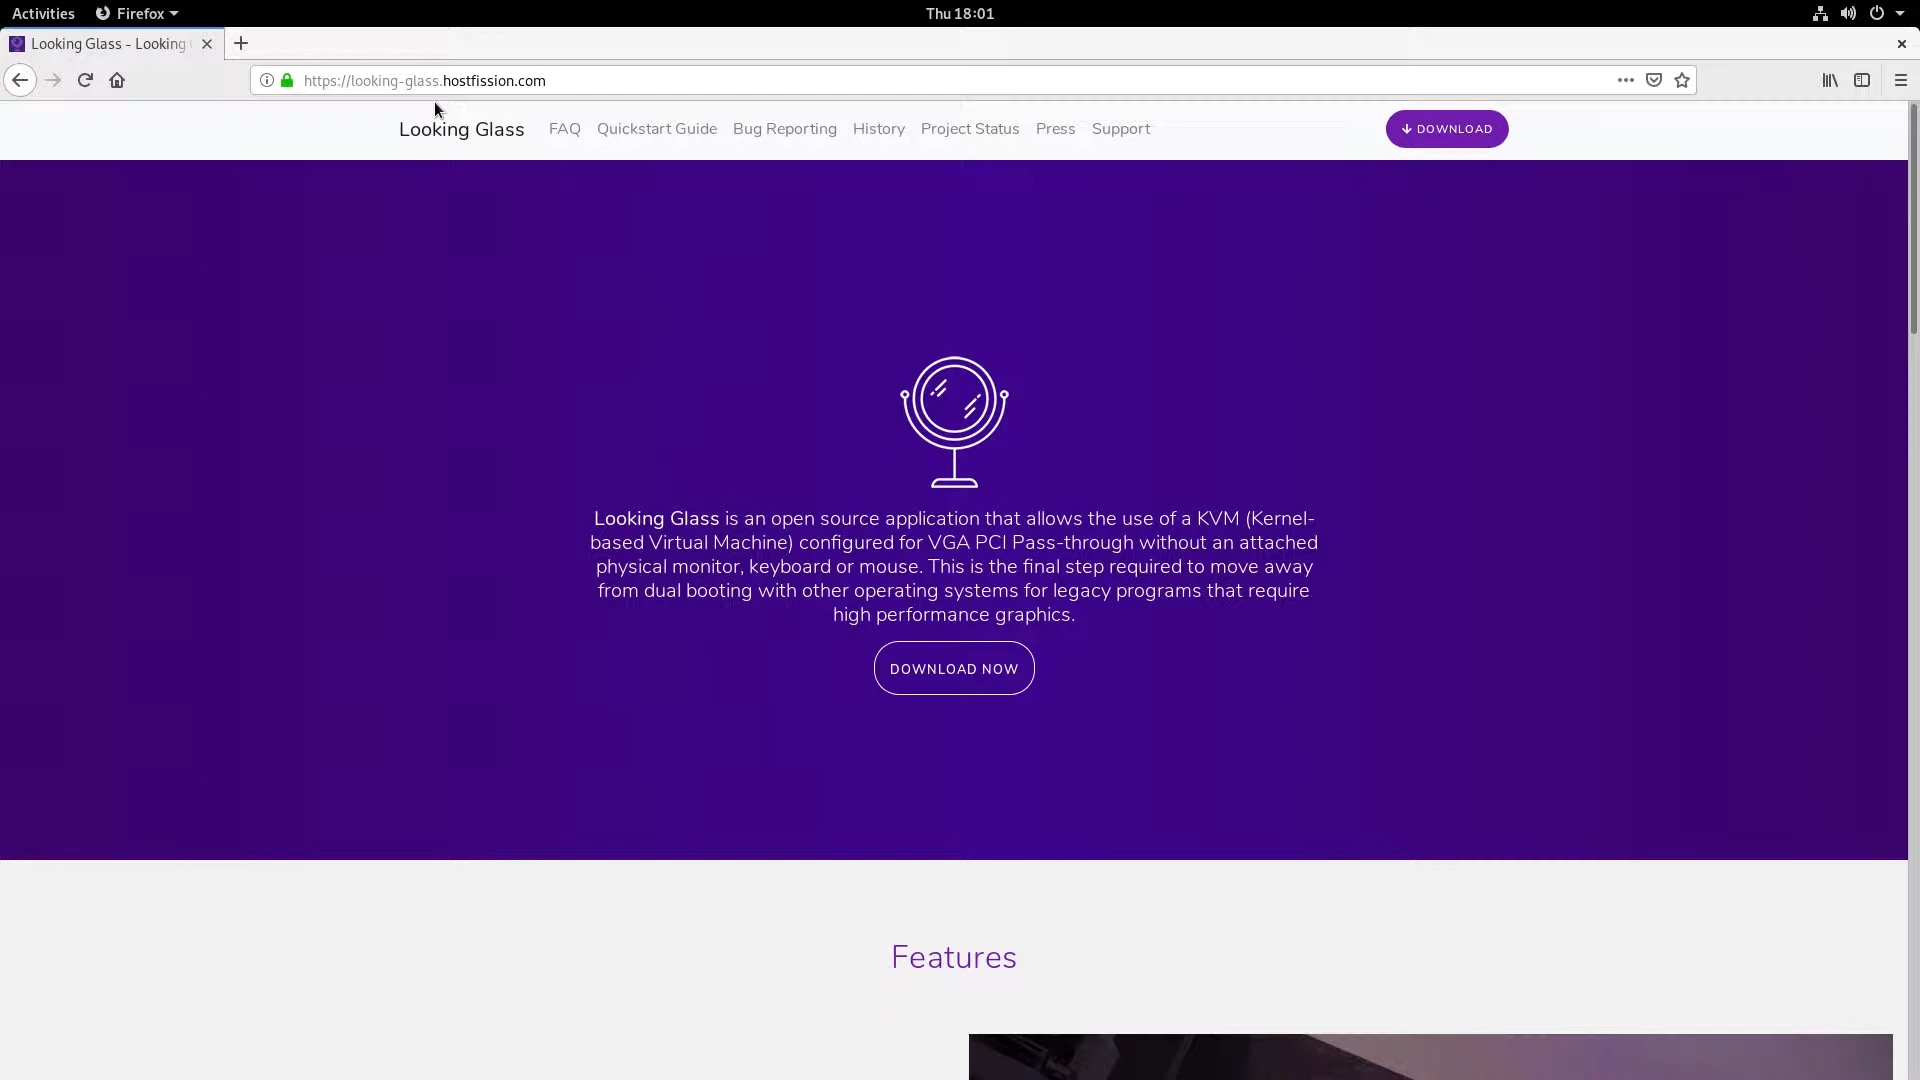 Activities
Firefox
Thu 18:01
Looking Glass - Looking
https://looking-glass.hostfission.com
Looking Glass
FAQ
Quickstart Guide
Bug Reporting
History
Project Status
Press
Support
DOWNLOAD
Looking Glass is an open source application that allows the use of a KVM (Kernel-
based Virtual Machine) configured for VGA PCI Pass-through without an attached
physical monitor, keyboard or mouse. This is the final step required to move away
from dual booting with other operating systems for legacy programs that require
high performance graphics.
DOWNLOAD NOW
Features